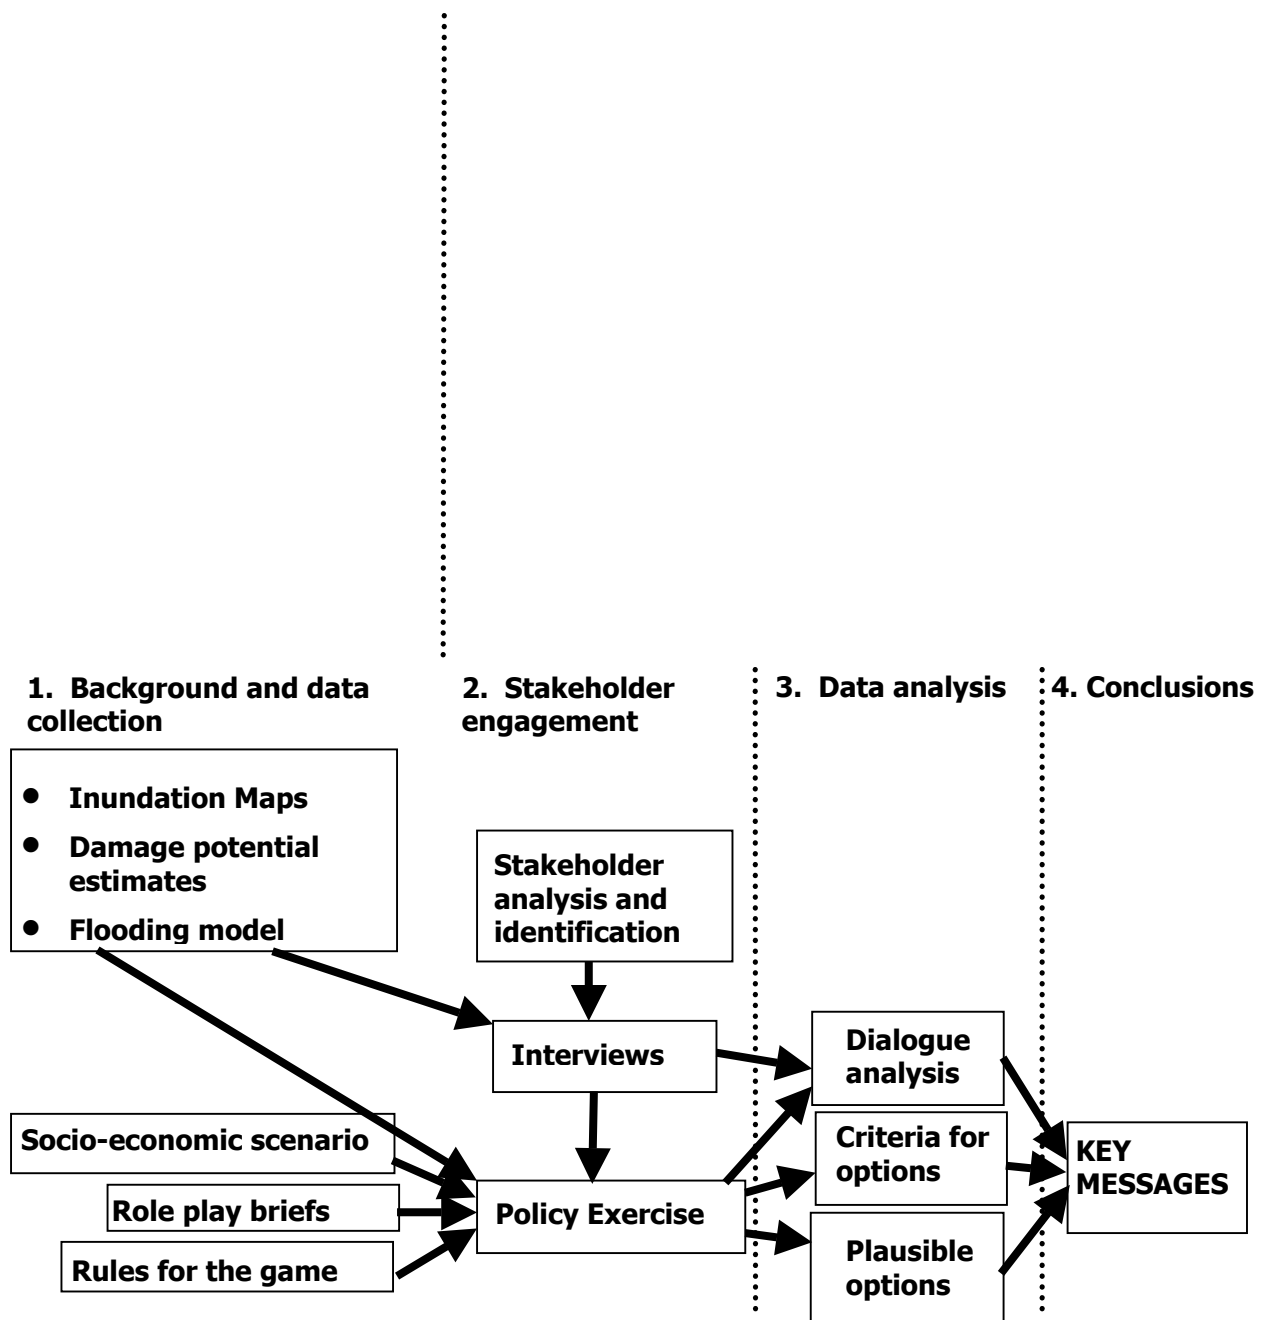 1. Background and data
collection
2. Stakeholder
engagement
3. Data analysis
4. Conclusions
● Inundation Maps
● Damage potential
estimates
● Flooding model
Stakeholder
analysis and
identification
Interviews
Dialogue
analysis
Socio-economic scenario
Criteria for
options
KEY
MESSAGES
Role play briefs
Policy Exercise
Rules for the game
Plausible
options